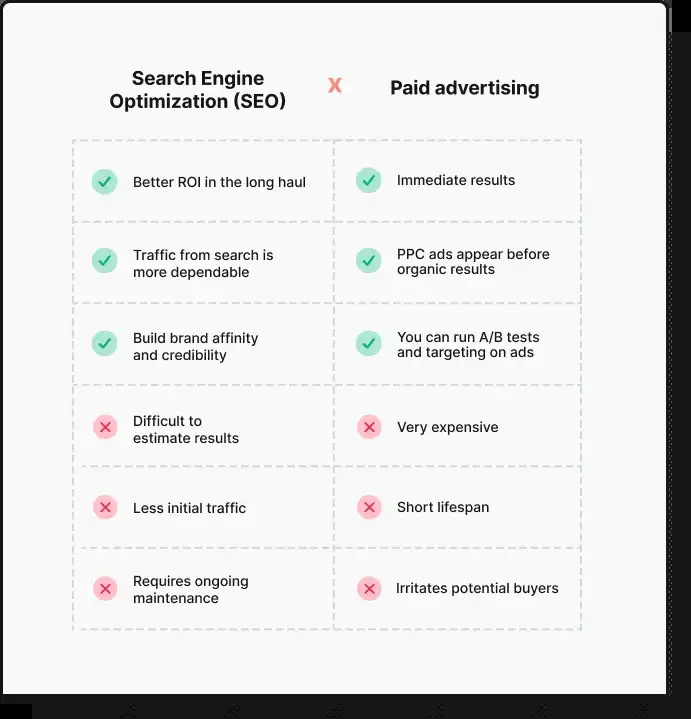 Search Engine
Optimization (SEO)
X
Paid advertising
Better ROI in the long haul
Immediate results
Traffic from search is
more dependable
PPC ads appear before
organic results
Build brand affinity
and credibility
You can run A/B tests
and targeting on ads
Difficult to
estimate results
Very expensive
Less initial traffic
Short lifespan
Requires ongoing
maintenance
Irritates potential buyers